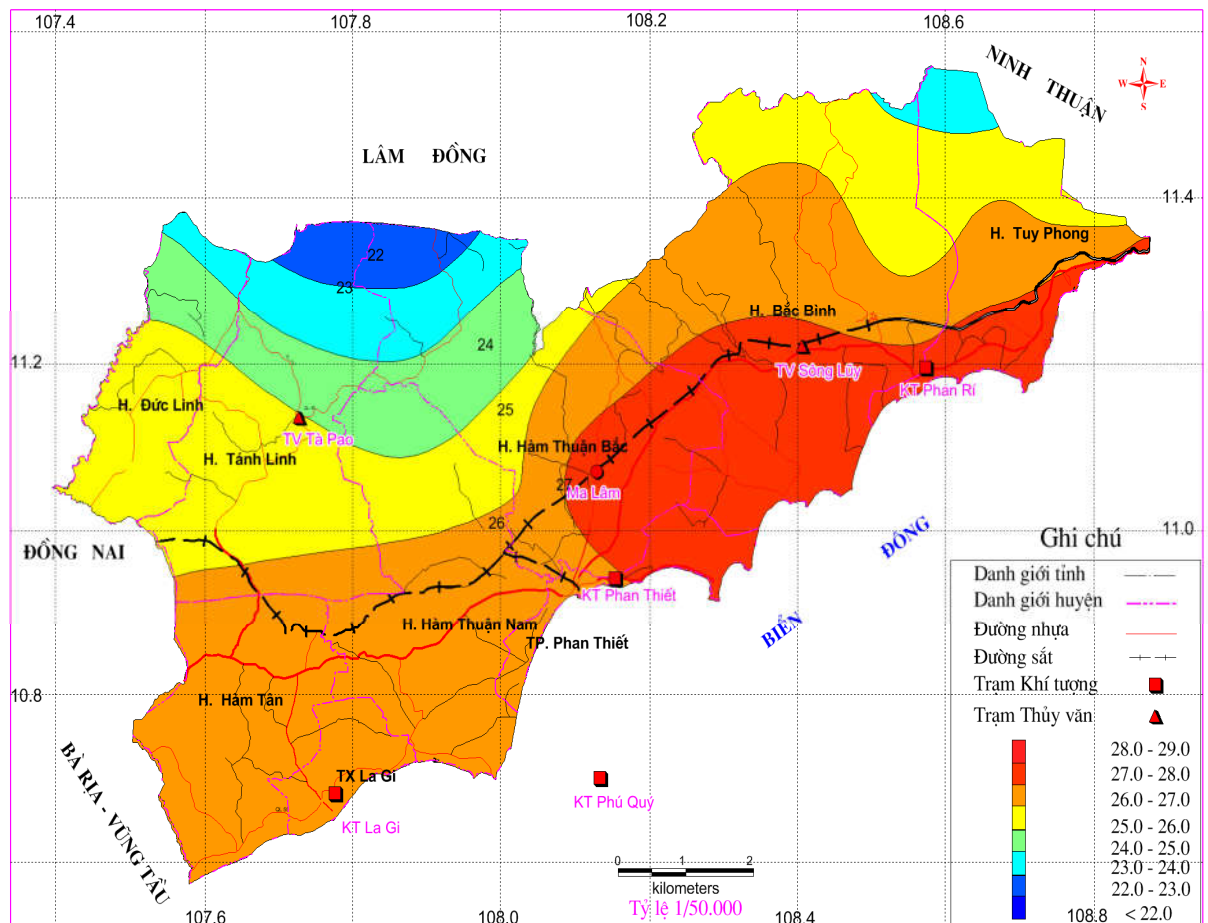 107.4
107.8
108.2
108.6
NINH THUẬN
N
W
E
S
LÂM ĐỒNG
11.4
H. Tuy Phong
22
23
H. Bắc Bình
24
11.2
11.2
TV Sông Lũy
KT Phan Rí
H. Đức Linh
25
TV Tà Pao
H. Hàm Thuận Bắc
H. Tánh Linh
27
Ma Lâm
26
11.0
ĐỒNG NAI
BIỂN ĐÔNG
KT Phan Thiết
H. Hàm Thuận Nam
TP. Phan Thiết
10.8
H. Hàm Tân
BÀ RỊA - VŨNG TÀU
TX La Gi
KT La Gi
KT Phú Quý
Ghi chú
Danh giới tỉnh
Danh giới huyện
Đường nhựa
Đường sắt
Trạm Khí tượng
Trạm Thủy văn
28.0 - 29.0
27.0 - 28.0
26.0 - 27.0
25.0 - 26.0
24.0 - 25.0
23.0 - 24.0
22.0 - 23.0
< 22.0
0 1 2
kilometers
Tỷ lệ 1/50.000
107.6
108.0
108.4
108.8